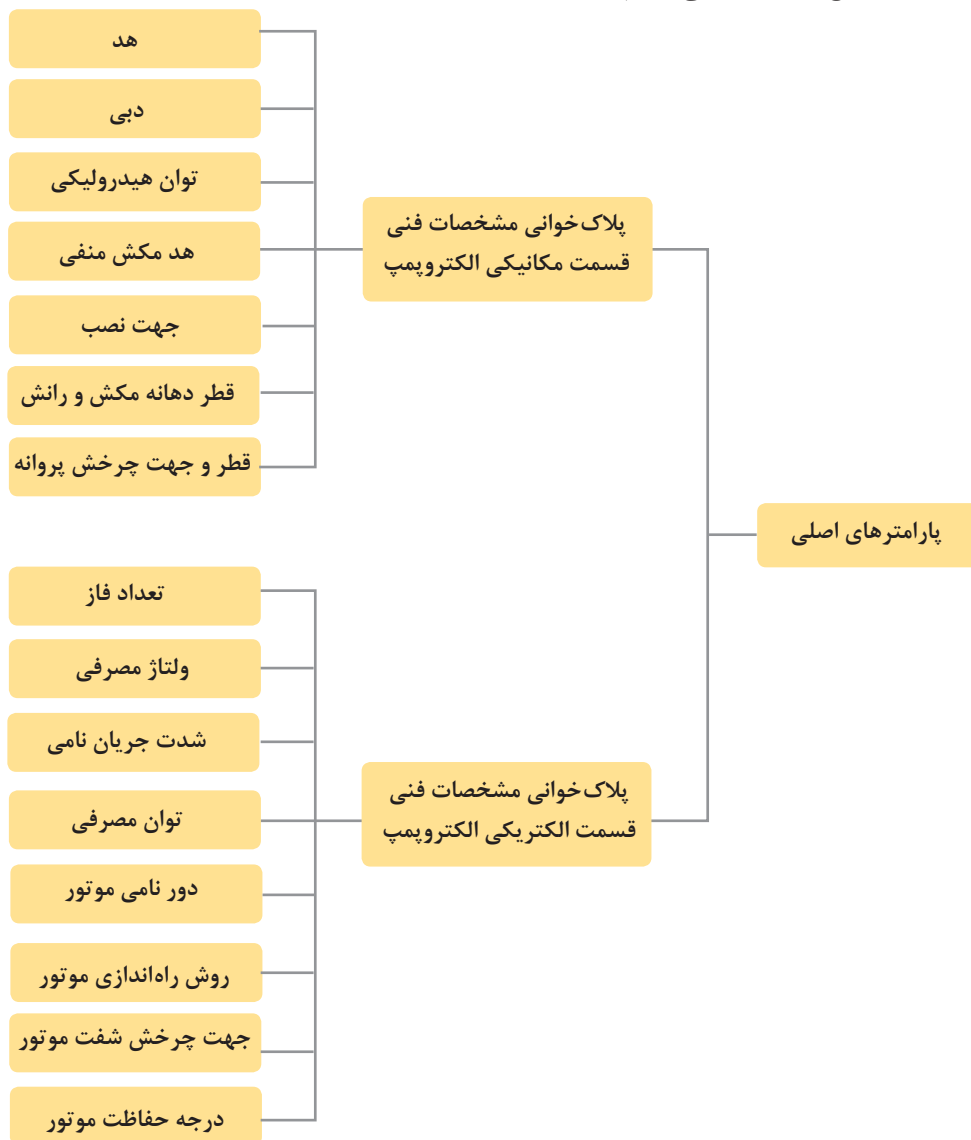 پارامترهای اصلی
پلاک‌خوانی مشخصات فنی
قسمت مکانیکی الکتروپمپ
هد
دبی
توان هیدرولیکی
هد مکش منفی
جهت نصب
قطر دهانه مکش و رانش
قطر و جهت چرخش پروانه
پلاک‌خوانی مشخصات فنی
قسمت الکتریکی الکتروپمپ
تعداد فاز
ولتاژ مصرفی
شدت جریان نامی
توان مصرفی
دور نامی موتور
روش راه‌اندازی موتور
جهت چرخش شفت موتور
درجه حفاظت موتور